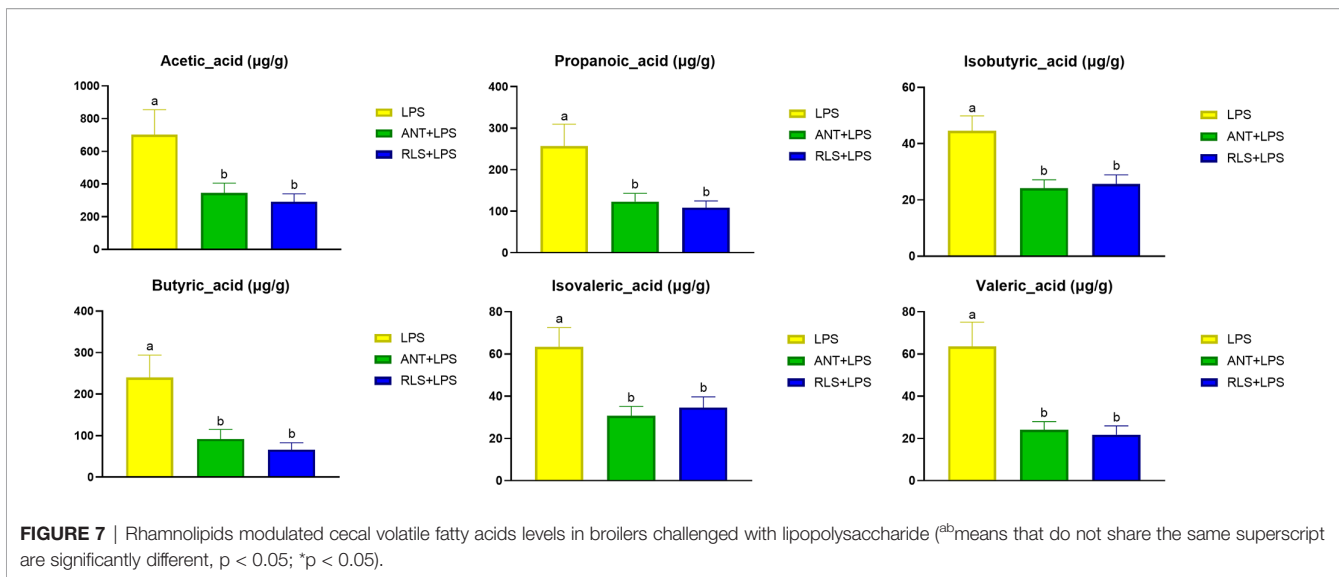 Acetic_acid (µg/g)
1000
800
600
400
200
0
a
b
b
LPS
ANT+LPS
RLS+LPS
Propanoic_acid (µg/g)
400
300
200
100
0
a
b
b
LPS
ANT+LPS
RLS+LPS
Isobutyric_acid (µg/g)
60
40
20
0
a
b
b
LPS
ANT+LPS
RLS+LPS
Butyric_acid (µg/g)
400
300
200
100
0
a
b
b
LPS
ANT+LPS
RLS+LPS
Isovaleric_acid (µg/g)
80
60
40
20
0
a
b
b
LPS
ANT+LPS
RLS+LPS
Valeric_acid (µg/g)
80
60
40
20
0
a
b
b
LPS
ANT+LPS
RLS+LPS
FIGURE 7 | Rhamnolipids modulated cecal volatile fatty acids levels in broilers challenged with lipopolysaccharide (ᵃᵇmeans that do not share the same superscript
are significantly different, p < 0.05; *p < 0.05).